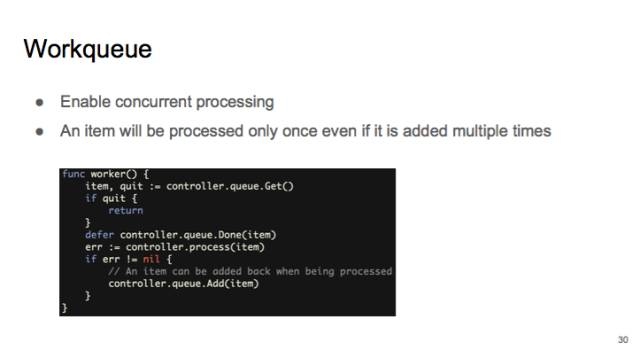 Workqueue
● Enable concurrent processing
● An item will be processed only once even if it is added multiple times
func worker() {
    item, quit := controller.queue.Get()
    if quit {
        return
    }
    defer controller.queue.Done(item)
    err := controller.process(item)
    if err != nil {
        // An item can be added back when being processed
        controller.queue.Add(item)
    }
}
30